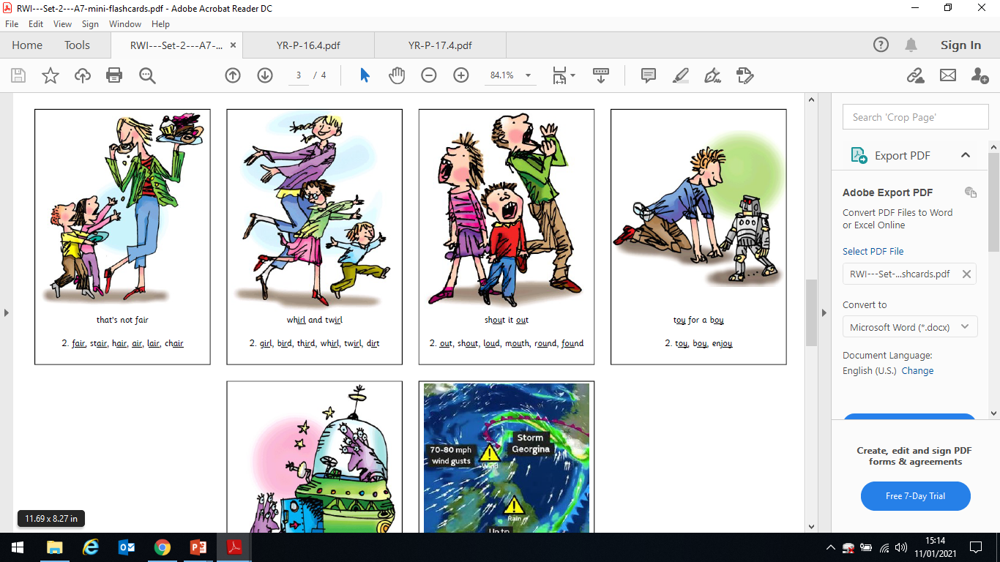 RWI---Set-2---A7-mini-flashcards.pdf - Adobe Acrobat Reader DC
File Edit View Sign Window Help
Home Tools RWI---Set-2---A7-... × YR-P-16.4.pdf YR-P-17.4.pdf Sign In
3 / 4 84.1%
that's not fair
2. fair, stair, hair, air, lair, chair
whirl and twirl
2. girl, bird, third, whirl, twirl, dirt
shout it out
2. out, shout, loud, mouth, round, found
toy for a boy
2. toy, boy, enjoy
70-80 mph
wind gusts
Wind
Storm
Georgina
Rain
Up to
11.69 x 8.27 in
Search 'Crop Page'
Export PDF
Adobe Export PDF
Convert PDF Files to Word
or Excel Online
Select PDF File
RWI---Set-...shcards.pdf
Convert to
Microsoft Word (*.docx)
Document Language:
English (U.S.) Change
Create, edit and sign PDF
forms & agreements
Free 7-Day Trial
15:14
11/01/2021